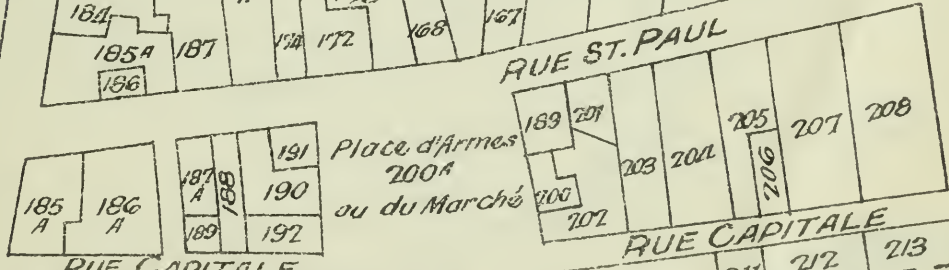 184
185A
186
187
174
172
168
167
RUE ST. PAUL
185
A
186
A
187
A
188
189
191
190
192
Place d'Armes
200A
ou du Marché
189
201
200
202
203
204
205
206
207
208
RUE CAPITALE
RUE CAPITALE
211
212
213